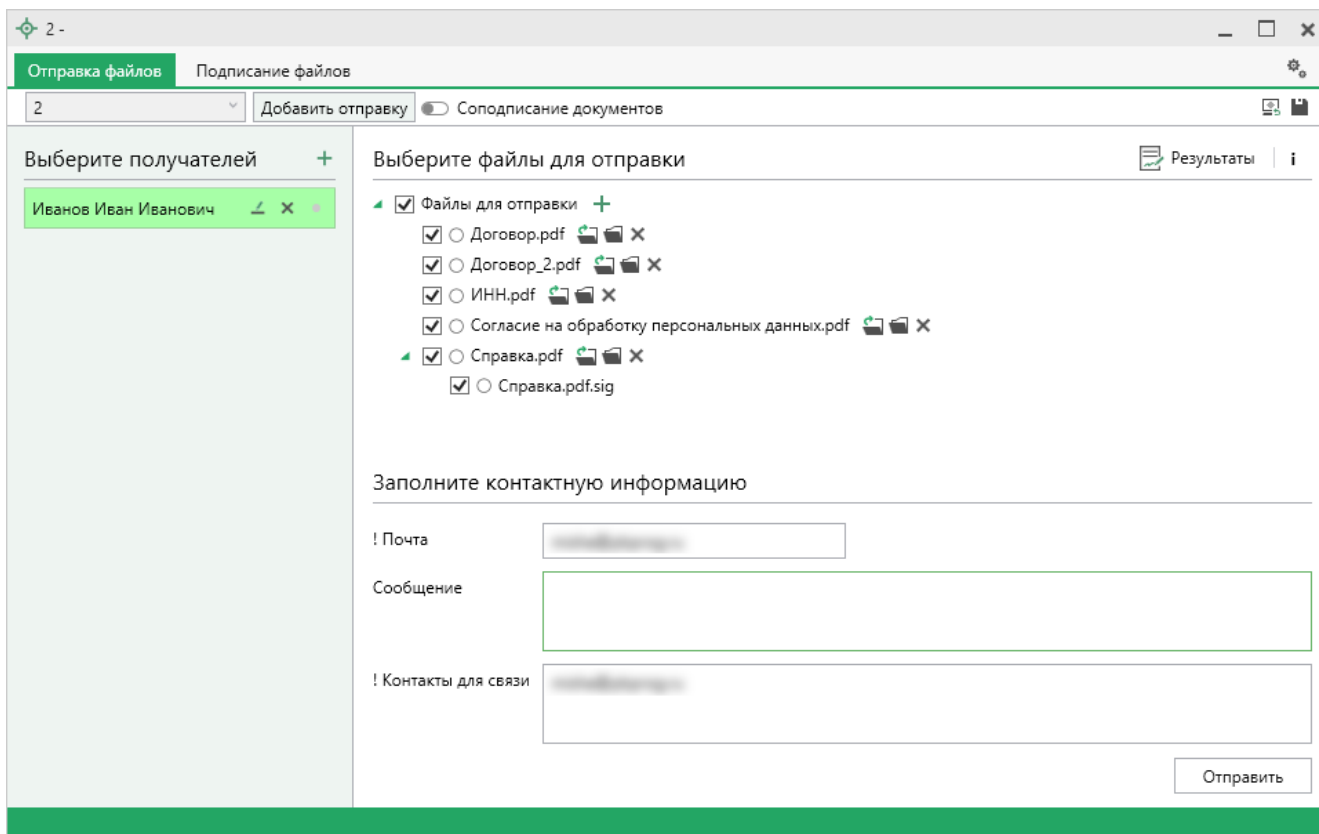 2 -
Отправка файлов Подписание файлов
2 Добавить отправку Соподписание документов
Выберите получателей +
Иванов Иван Иванович
Выберите файлы для отправки Результаты i
Файлы для отправки +
Договор.pdf
Договор_2.pdf
ИНН.pdf
Согласие на обработку персональных данных.pdf
Справка.pdf
Справка.pdf.sig
Заполните контактную информацию
! Почта
Сообщение
! Контакты для связи
Отправить